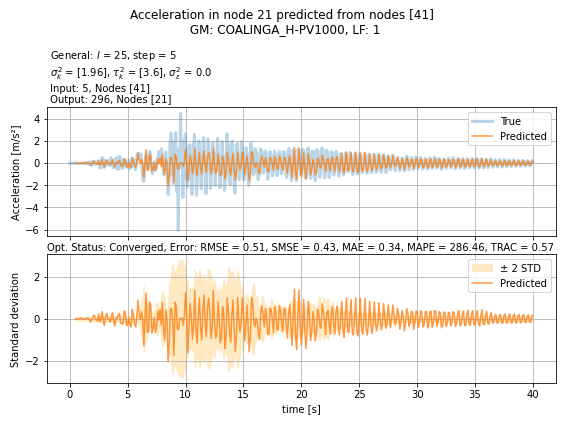 Acceleration in node 21 predicted from nodes [41]
GM: COALINGA_H-PV1000, LF: 1
General: l = 25, step = 5
σ²ₖ = [1.96], τ²ₖ = [3.6], σ²ε = 0.0
Input: 5, Nodes [41]
Output: 296, Nodes [21]
Acceleration [m/s²]
4
2
0
−2
−4
−6
True
Predicted
Opt. Status: Converged, Error: RMSE = 0.51, SMSE = 0.43, MAE = 0.34, MAPE = 286.46, TRAC = 0.57
Standard deviation
2
0
−2
± 2 STD
Predicted
0 5 10 15 20 25 30 35 40
time [s]